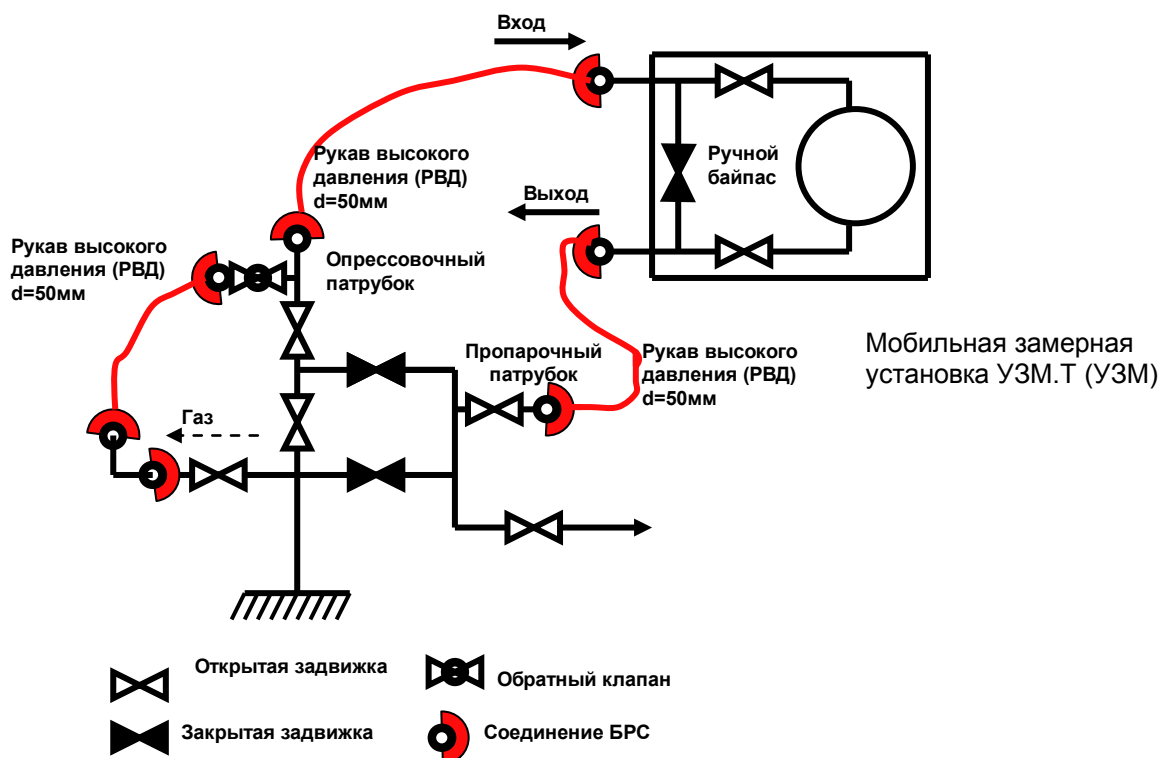 Вход
Рукав высокого
давления (РВД)
d=50мм
Ручной
байпас
Выход
Рукав высокого
давления (РВД)
d=50мм
Опрессовочный
патрубок
Пропарочный
патрубок
Рукав высокого
давления (РВД)
d=50мм
Мобильная замерная
установка УЗМ.Т (УЗМ)
Газ
Открытая задвижка
Обратный клапан
Закрытая задвижка
Соединение БРС